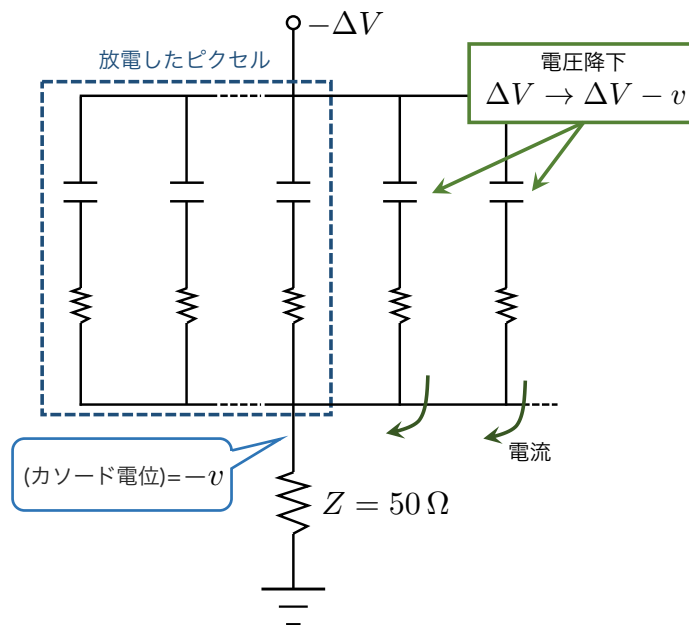 −ΔV
放電したピクセル
電圧降下
ΔV → ΔV − v
電流
(カソード電位)=−v
Z = 50 Ω